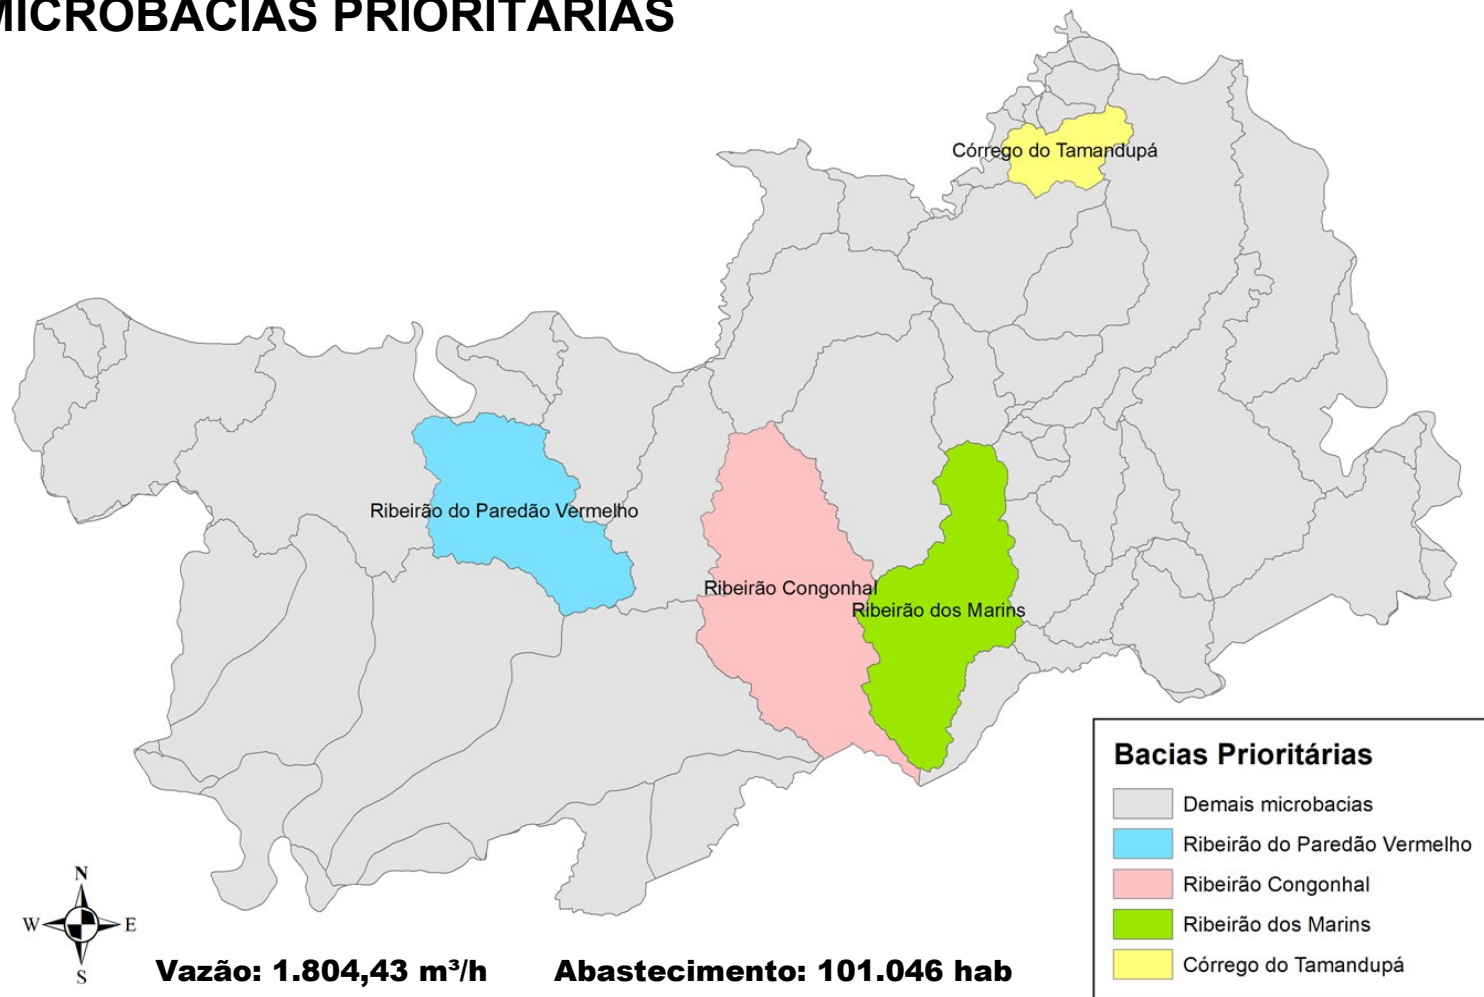 MICROBACIAS PRIORITÁRIAS
Córrego do Tamandupá
Ribeirão do Paredão Vermelho
Ribeirão Congonhal
Ribeirão dos Marins
Bacias Prioritárias
Demais microbacias
Ribeirão do Paredão Vermelho
Ribeirão Congonhal
Ribeirão dos Marins
Córrego do Tamandupá
N
W E
S
Vazão: 1.804,43 m³/h Abastecimento: 101.046 hab